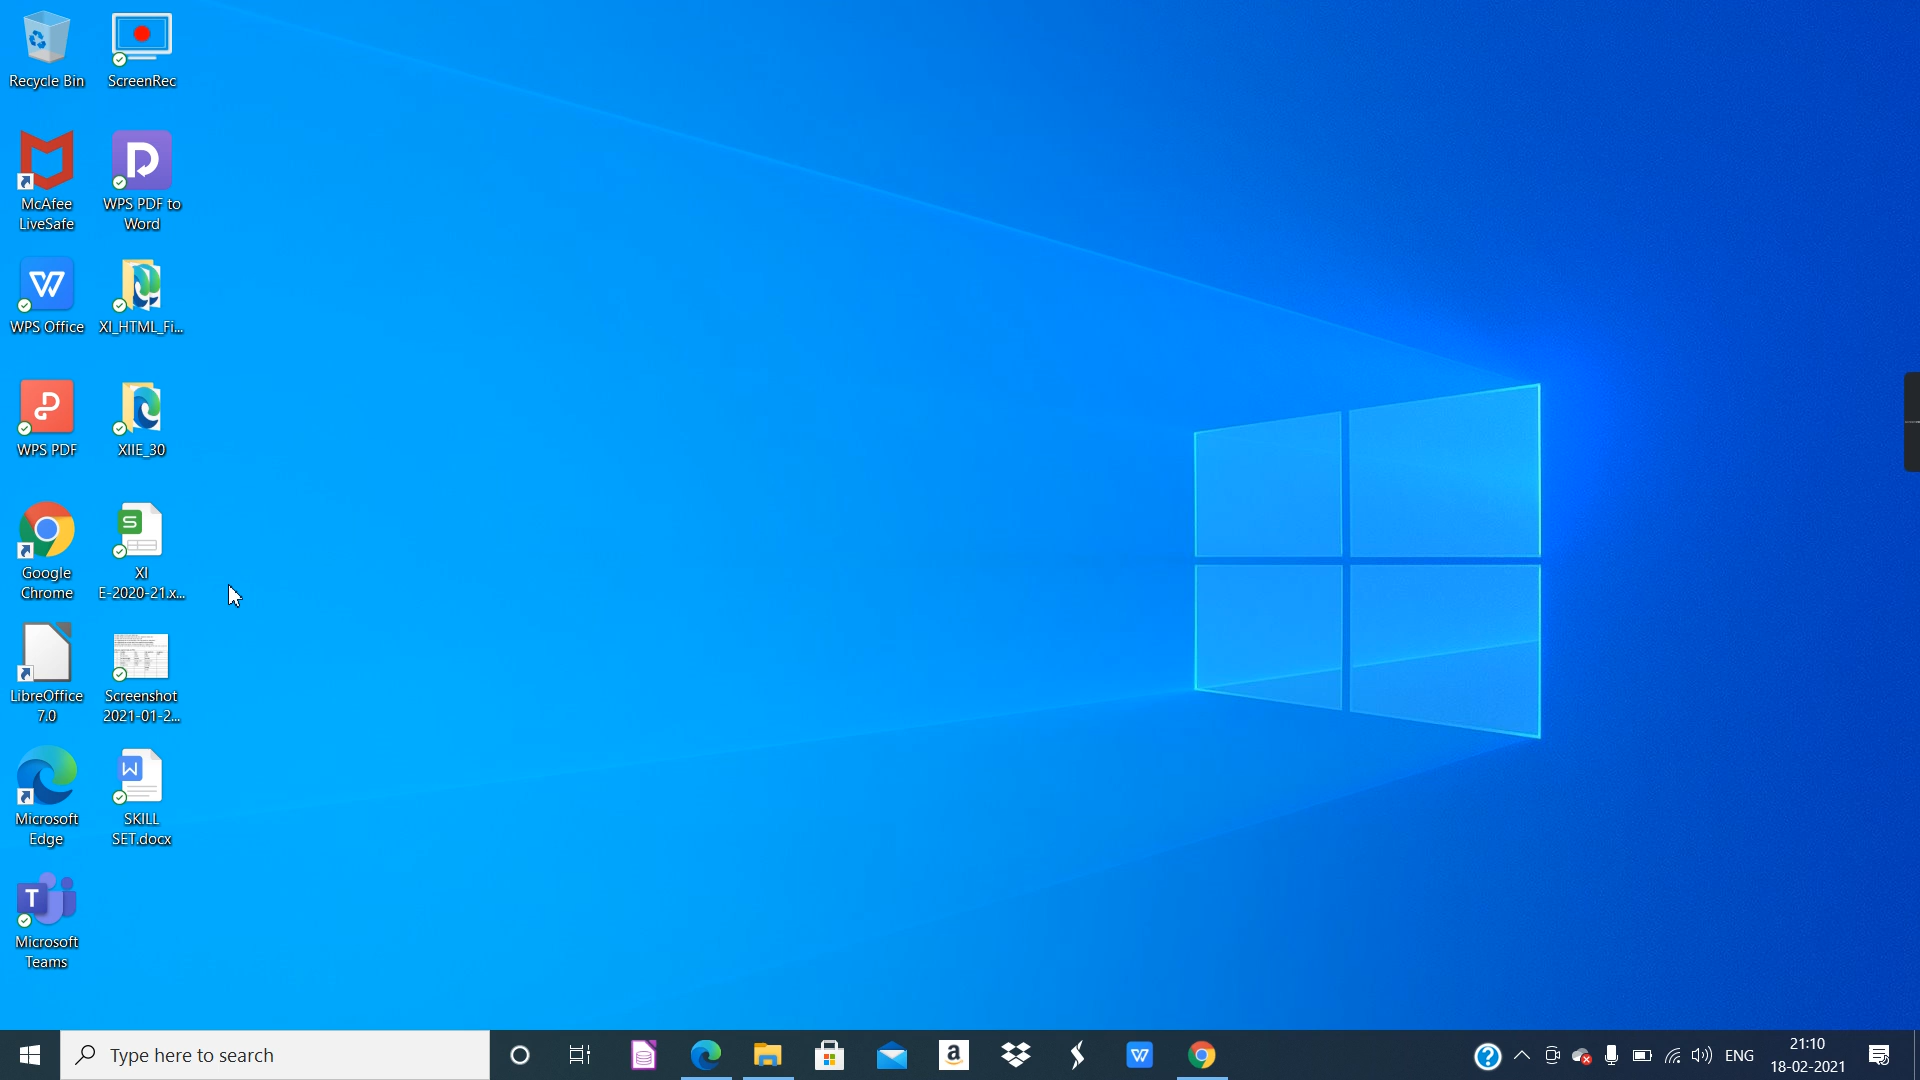 Recycle Bin
ScreenRec
McAfee
LiveSafe
WPS PDF to
Word
WPS Office
XI_HTML_Fi...
WPS PDF
XIIE_30
Google
Chrome
XI
E-2020-21.x...
LibreOffice
7.0
Screenshot
2021-01-2...
Microsoft
Edge
SKILL
SET.docx
Microsoft
Teams
Type here to search
ENG
21:10
18-02-2021